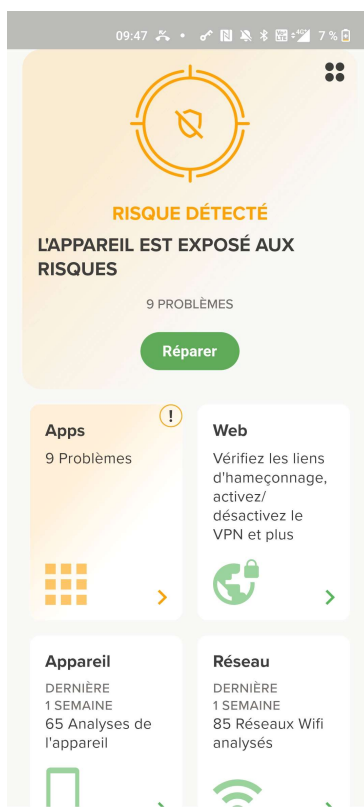 09:47
7 %
RISQUE DÉTECTÉ
L'APPAREIL EST EXPOSÉ AUX
RISQUES
9 PROBLÈMES
Réparer
!
Apps
9 Problèmes
Web
Vérifiez les liens
d'hameçonnage,
activez/
désactivez le
VPN et plus
Appareil
DERNIÈRE
1 SEMAINE
65 Analyses de
l'appareil
Réseau
DERNIÈRE
1 SEMAINE
85 Réseaux Wifi
analysés